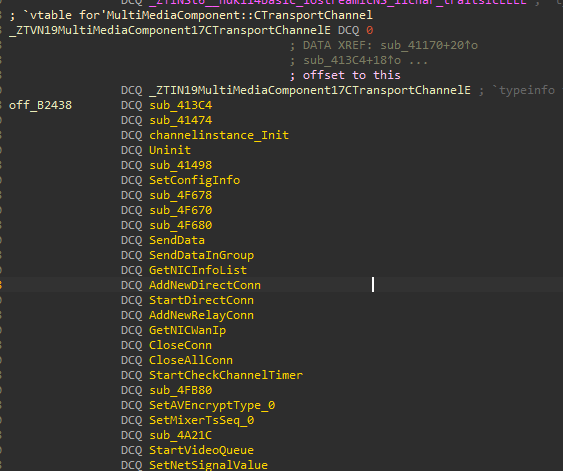 ; `vtable for'MultiMediaComponent::CTransportChannel
_ZTVN19MultiMediaComponent17CTransportChannelE DCQ 0
; DATA XREF: sub_41170+20↑o
; sub_413C4+18↑o ...
; offset to this
DCQ _ZTIN19MultiMediaComponent17CTransportChannelE ; `typeinfo
off_B2438 DCQ sub_413C4
DCQ sub_41474
DCQ channelinstance_Init
DCQ Uninit
DCQ sub_41498
DCQ SetConfigInfo
DCQ sub_4F678
DCQ sub_4F670
DCQ sub_4F680
DCQ SendData
DCQ SendDataInGroup
DCQ GetNICInfoList
DCQ AddNewDirectConn
DCQ StartDirectConn
DCQ AddNewRelayConn
DCQ GetNICWanIp
DCQ CloseConn
DCQ CloseAllConn
DCQ StartCheckChannelTimer
DCQ sub_4FB80
DCQ SetAVEncryptType_0
DCQ SetMixerTsSeq_0
DCQ sub_4A21C
DCQ StartVideoQueue
DCQ SetNetSignalValue